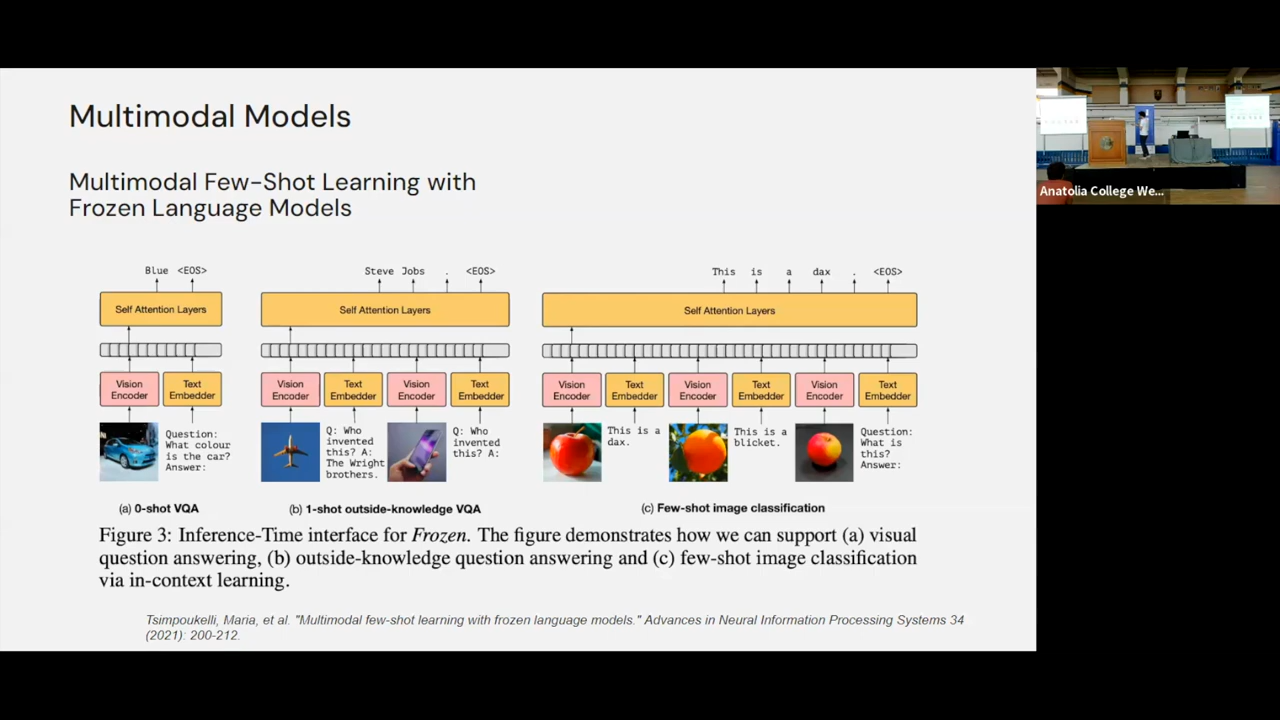 Multimodal Models
Multimodal Few-Shot Learning with
Frozen Language Models
Blue <EOS>
Self Attention Layers
Vision Encoder
Text Embedder
Question:
What colour
is the car?
Answer:
(a) 0-shot VQA
Steve Jobs . <EOS>
Self Attention Layers
Vision Encoder
Text Embedder
Vision Encoder
Text Embedder
Q: Who
invented
this? A:
The Wright
brothers.
Q: Who
invented
this? A:
(b) 1-shot outside-knowledge VQA
This is a dax . <EOS>
Self Attention Layers
Vision Encoder
Text Embedder
Vision Encoder
Text Embedder
Vision Encoder
Text Embedder
This is a
dax.
This is a
blicket.
Question:
What is
this?
Answer:
(c) Few-shot image classification
Figure 3: Inference-Time interface for Frozen. The figure demonstrates how we can support (a) visual
question answering, (b) outside-knowledge question answering and (c) few-shot image classification
via in-context learning.
Tsimpoukelli, Maria, et al. "Multimodal few-shot learning with frozen language models." Advances in Neural Information Processing Systems 34
(2021): 200-212.
Anatolia College We...